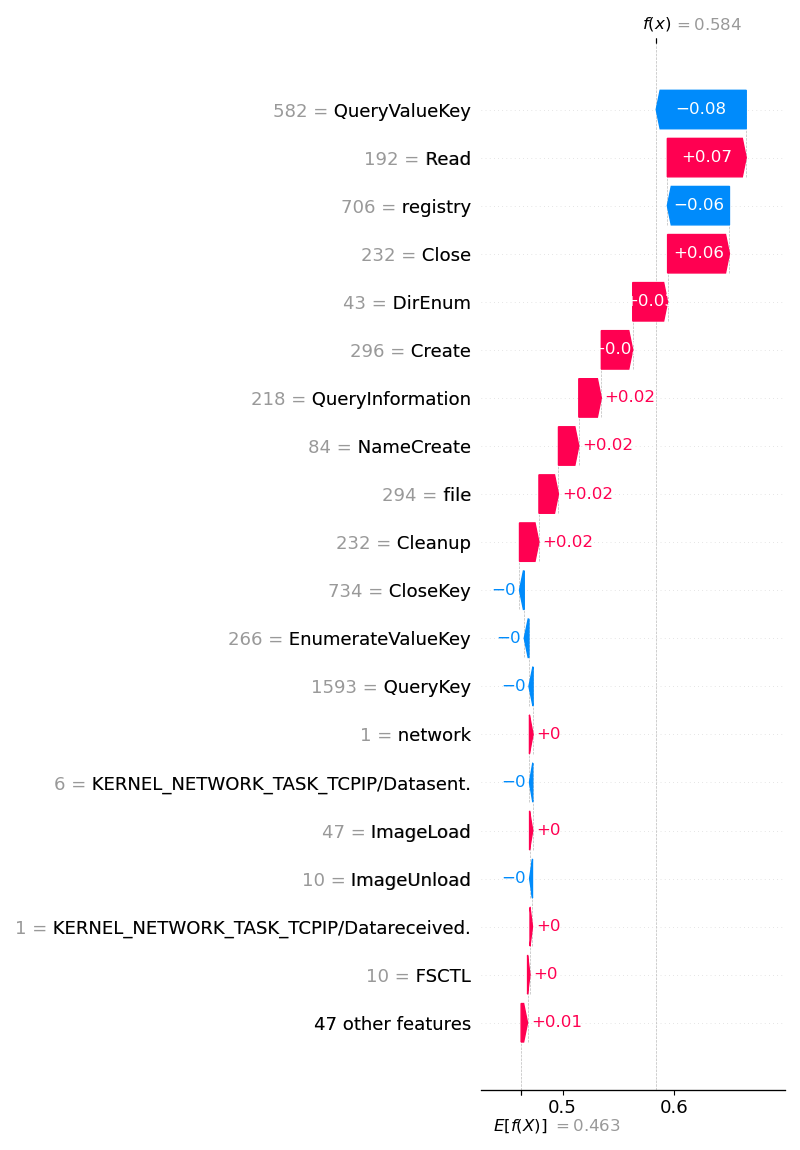 f(x) = 0.584
582 = QueryValueKey −0.08
192 = Read +0.07
706 = registry −0.06
232 = Close +0.06
43 = DirEnum
296 = Create
218 = QueryInformation +0.02
84 = NameCreate +0.02
294 = file +0.02
232 = Cleanup +0.02
734 = CloseKey −0
266 = EnumerateValueKey −0
1593 = QueryKey −0
1 = network +0
6 = KERNEL_NETWORK_TASK_TCPIP/Datasent. −0
47 = ImageLoad +0
10 = ImageUnload −0
1 = KERNEL_NETWORK_TASK_TCPIP/Datareceived. +0
10 = FSCTL +0
47 other features +0.01
0.5 0.6
E[f(X)] = 0.463